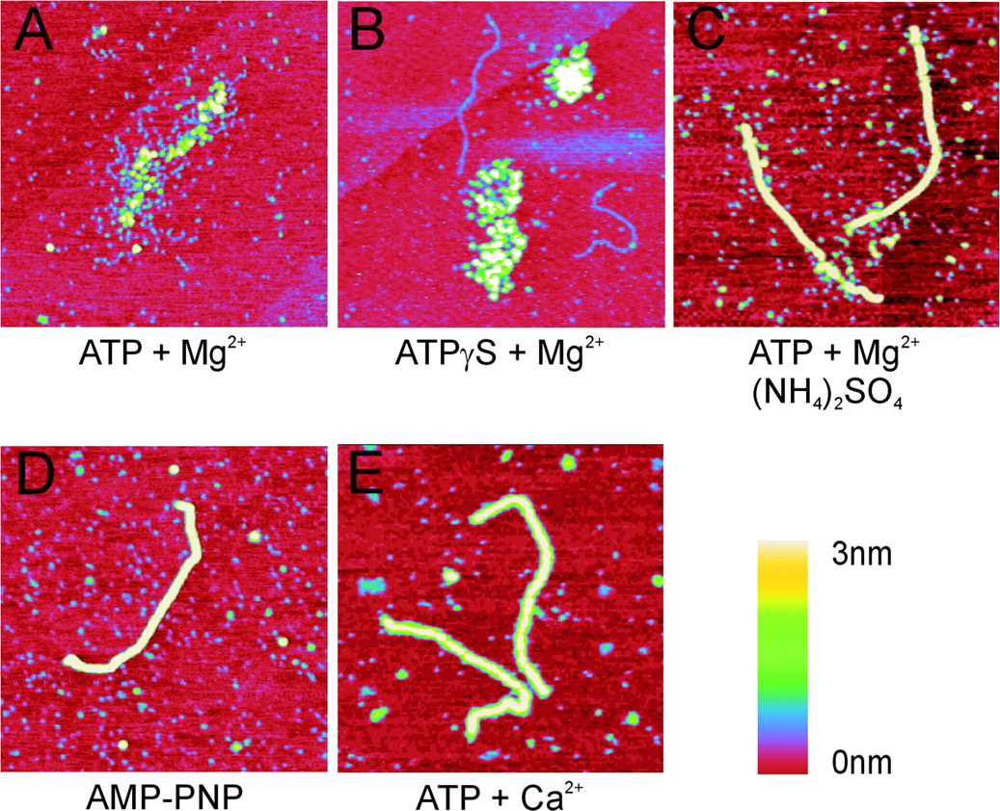 A
B
C
ATP + Mg²⁺
ATPγS + Mg²⁺
ATP + Mg²⁺
(NH₄)₂SO₄
D
E
3nm
0nm
AMP-PNP
ATP + Ca²⁺